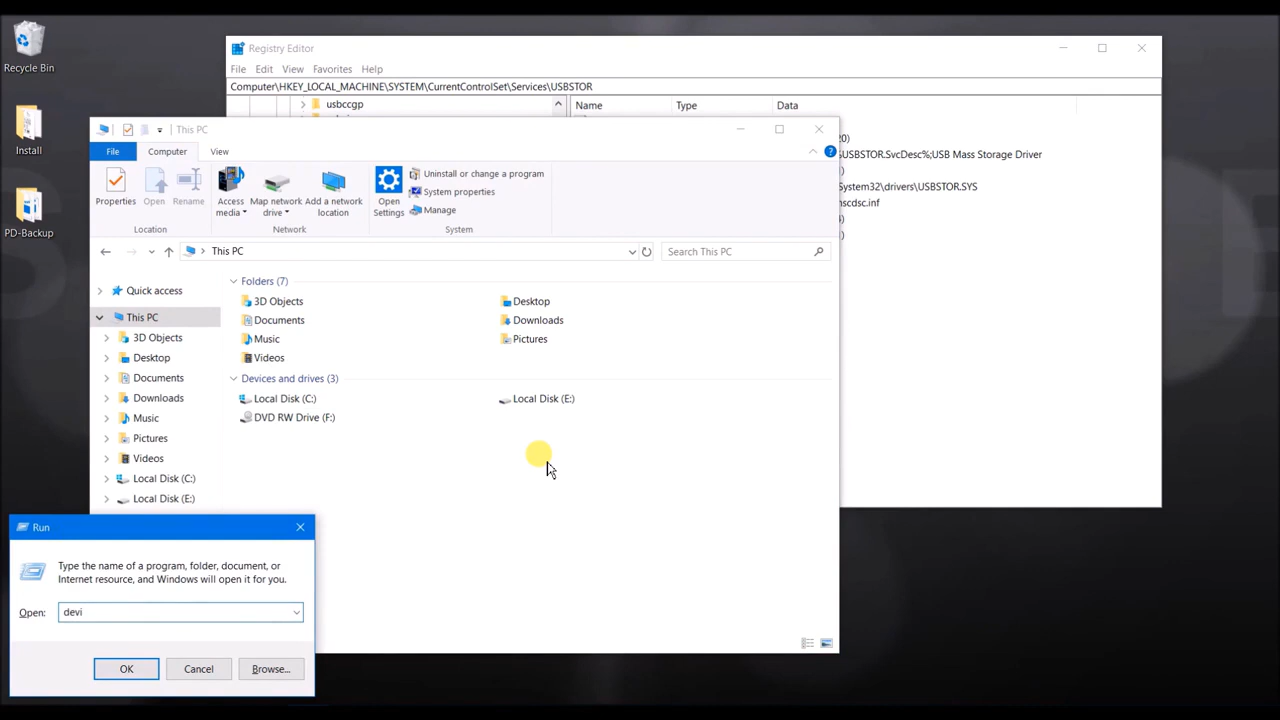 Recycle Bin
Install
PD-Backup
Registry Editor
File Edit View Favorites Help
Computer\HKEY_LOCAL_MACHINE\SYSTEM\CurrentControlSet\Services\USBSTOR
usbccgp
Name Type Data
20)
USBSTOR.SvcDesc%;USB Mass Storage Driver
)
System32\drivers\USBSTOR.SYS
nscdsc.inf
4)
1)
This PC
File Computer View
Properties
Open
Rename
Access media
Map network drive
Add a network location
Open Settings
Uninstall or change a program
System properties
Manage
Location
Network
System
This PC
Search This PC
Quick access
This PC
3D Objects
Desktop
Documents
Downloads
Music
Pictures
Videos
Local Disk (C:)
Local Disk (E:)
Folders (7)
3D Objects
Desktop
Documents
Downloads
Music
Pictures
Videos
Devices and drives (3)
Local Disk (C:)
Local Disk (E:)
DVD RW Drive (F:)
Run
Type the name of a program, folder, document, or
Internet resource, and Windows will open it for you.
Open: devi
OK Cancel Browse...